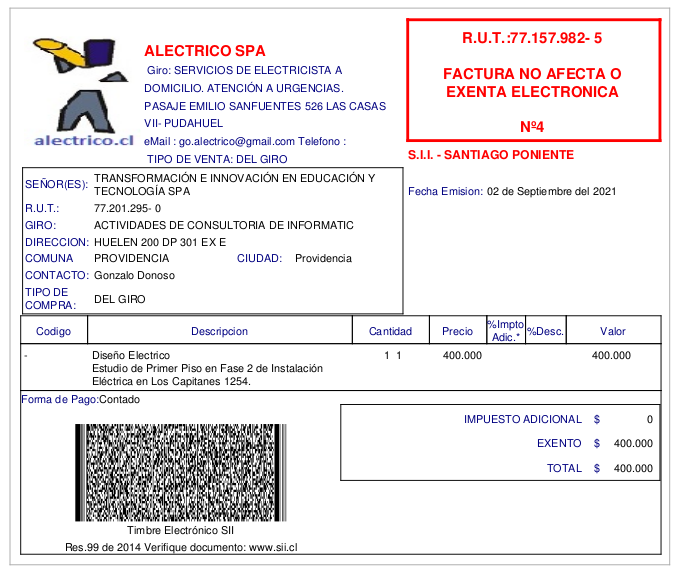 alectrico.cl
ALECTRICO SPA
Giro: SERVICIOS DE ELECTRICISTA A
DOMICILIO. ATENCIÓN A URGENCIAS.
PASAJE EMILIO SANFUENTES 526 LAS CASAS
VII- PUDAHUEL
eMail : go.alectrico@gmail.com Telefono :
TIPO DE VENTA: DEL GIRO
R.U.T.:77.157.982- 5
FACTURA NO AFECTA O
EXENTA ELECTRONICA
Nº4
S.I.I. - SANTIAGO PONIENTE
Fecha Emision: 02 de Septiembre del 2021
SEÑOR(ES): TRANSFORMACIÓN E INNOVACIÓN EN EDUCACIÓN Y
TECNOLOGÍA SPA
R.U.T.: 77.201.295- 0
GIRO: ACTIVIDADES DE CONSULTORIA DE INFORMATIC
DIRECCION: HUELEN 200 DP 301 EX E
COMUNA PROVIDENCIA CIUDAD: Providencia
CONTACTO: Gonzalo Donoso
TIPO DE
COMPRA: DEL GIRO
Codigo Descripcion Cantidad Precio %Impto
Adic.* %Desc. Valor
- Diseño Electrico 1 1 400.000 400.000
Estudio de Primer Piso en Fase 2 de Instalación
Eléctrica en Los Capitanes 1254.
Forma de Pago:Contado
IMPUESTO ADICIONAL $ 0
EXENTO $ 400.000
TOTAL $ 400.000
Timbre Electrónico SII
Res.99 de 2014 Verifique documento: www.sii.cl